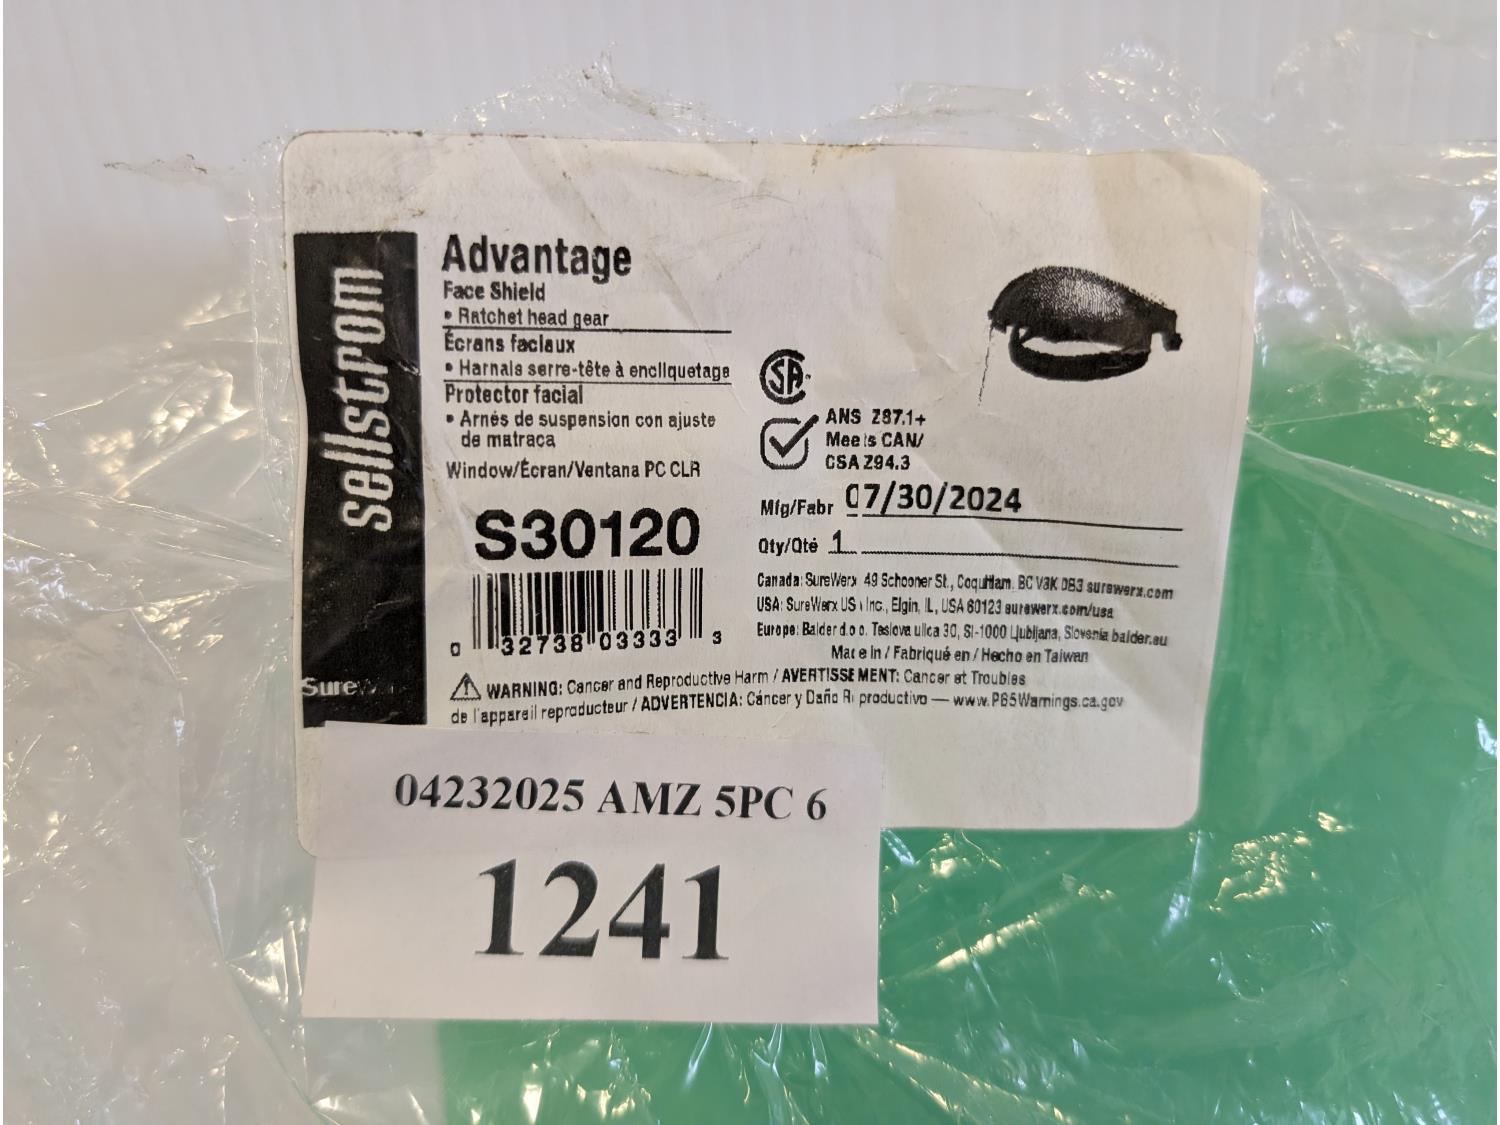 sellstrom
Advantage
Face Shield
• Ratchet head gear
Écrans faciaux
• Harnais serre-tête à encliquetage
Protector facial
• Arnés de suspension con ajuste
de matraca
Window/Écran/Ventana PC CLR
S30120
0 32738 03333 3
SA
ANS Z87.1+
Meets CAN/
CSA Z94.3
Mfg/Fabr 07/30/2024
Qty/Qté 1
Canada: SureWerx 49 Schooner St., Coquitlam, BC V3K 0B3 surewerx.com
USA: SureWerx US Inc., Elgin, IL, USA 60123 surewerx.com/usa
Europe: Balder d.o.o. Teslova ulica 30, SI-1000 Ljubljana, Slovenia balder.eu
Made in / Fabriqué en / Hecho en Taiwan
WARNING: Cancer and Reproductive Harm / AVERTISSEMENT: Cancer et Troubles
de l'appareil reproducteur / ADVERTENCIA: Cáncer y Daño Reproductivo — www.P65Warnings.ca.gov
Sure
04232025 AMZ 5PC 6
1241